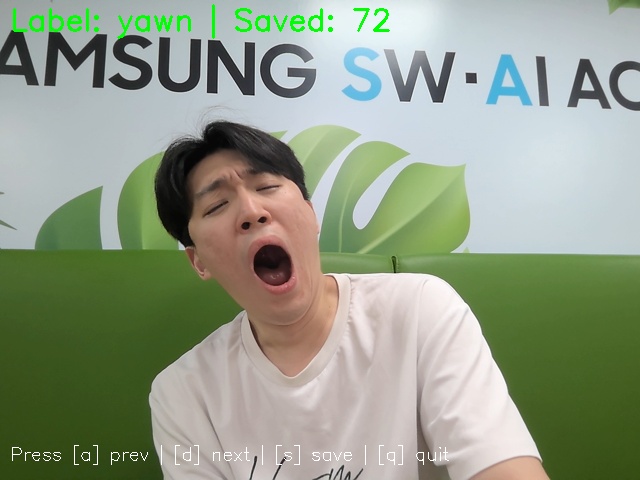 Label: yawn | Saved: 72
AMSUNG SW·AI AC
Press [a] prev | [d] next | [s] save | [q] quit